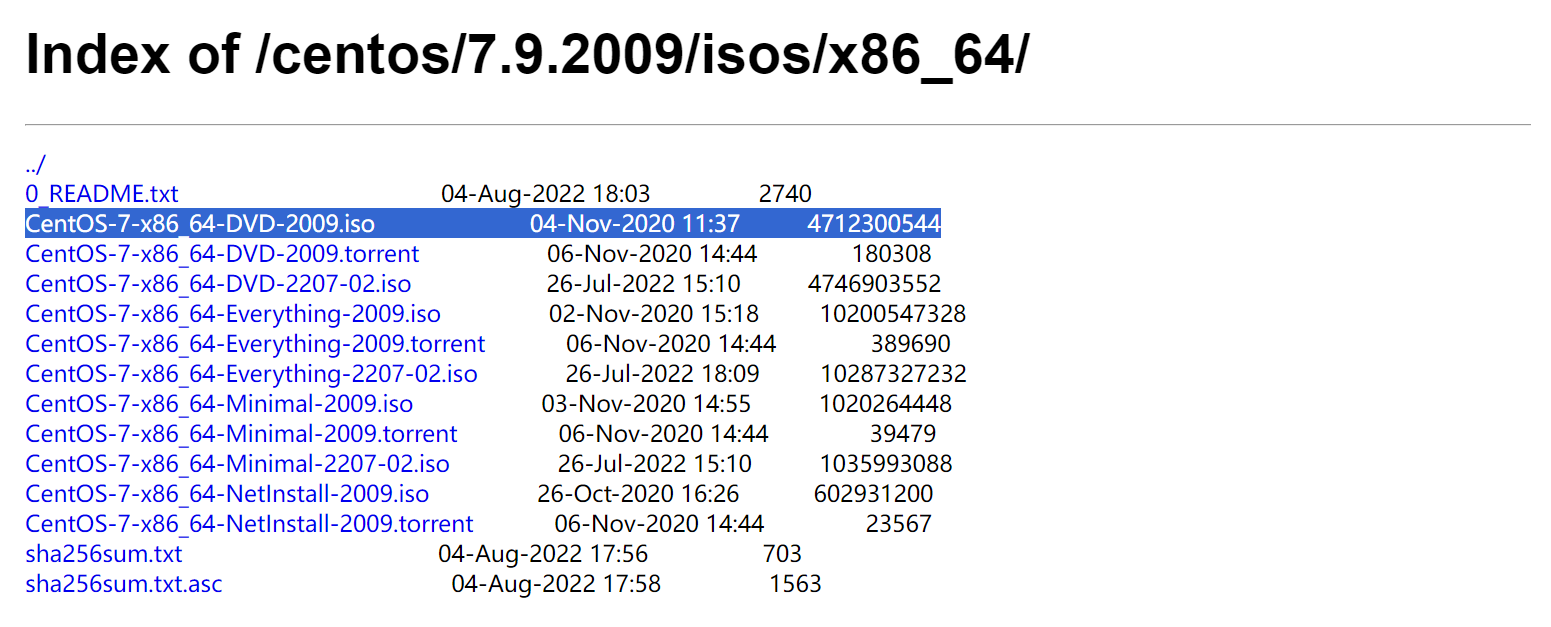 Index of /centos/7.9.2009/isos/x86_64/
../
0_README.txt 04-Aug-2022 18:03 2740
CentOS-7-x86_64-DVD-2009.iso 04-Nov-2020 11:37 4712300544
CentOS-7-x86_64-DVD-2009.torrent 06-Nov-2020 14:44 180308
CentOS-7-x86_64-DVD-2207-02.iso 26-Jul-2022 15:10 4746903552
CentOS-7-x86_64-Everything-2009.iso 02-Nov-2020 15:18 10200547328
CentOS-7-x86_64-Everything-2009.torrent 06-Nov-2020 14:44 389690
CentOS-7-x86_64-Everything-2207-02.iso 26-Jul-2022 18:09 10287327232
CentOS-7-x86_64-Minimal-2009.iso 03-Nov-2020 14:55 1020264448
CentOS-7-x86_64-Minimal-2009.torrent 06-Nov-2020 14:44 39479
CentOS-7-x86_64-Minimal-2207-02.iso 26-Jul-2022 15:10 1035993088
CentOS-7-x86_64-NetInstall-2009.iso 26-Oct-2020 16:26 602931200
CentOS-7-x86_64-NetInstall-2009.torrent 06-Nov-2020 14:44 23567
sha256sum.txt 04-Aug-2022 17:56 703
sha256sum.txt.asc 04-Aug-2022 17:58 1563